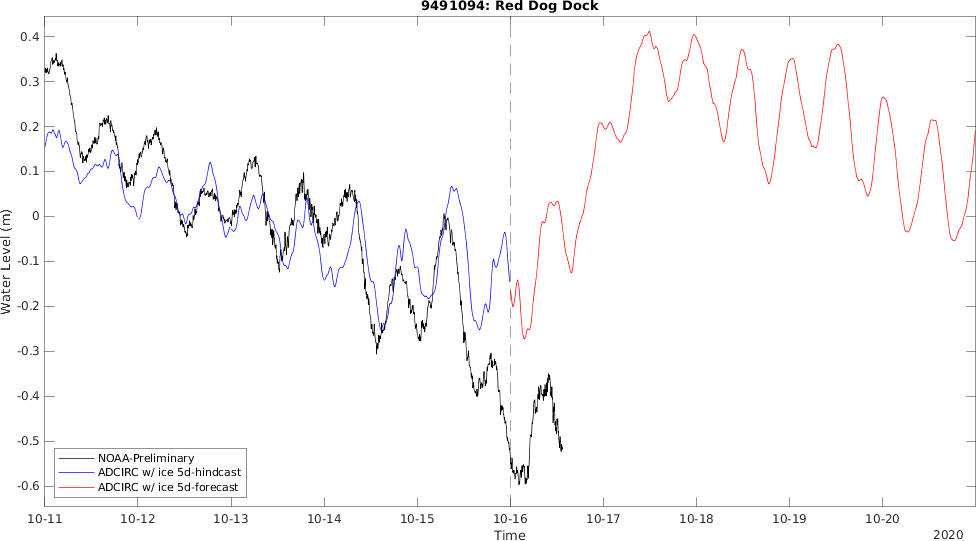 9491094: Red Dog Dock
0.4
0.3
0.2
0.1
0
-0.1
-0.2
-0.3
-0.4
-0.5
-0.6
Water Level (m)
NOAA-Preliminary
ADCIRC w/ ice 5d-hindcast
ADCIRC w/ ice 5d-forecast
10-11 10-12 10-13 10-14 10-15 10-16 10-17 10-18 10-19 10-20
Time
2020